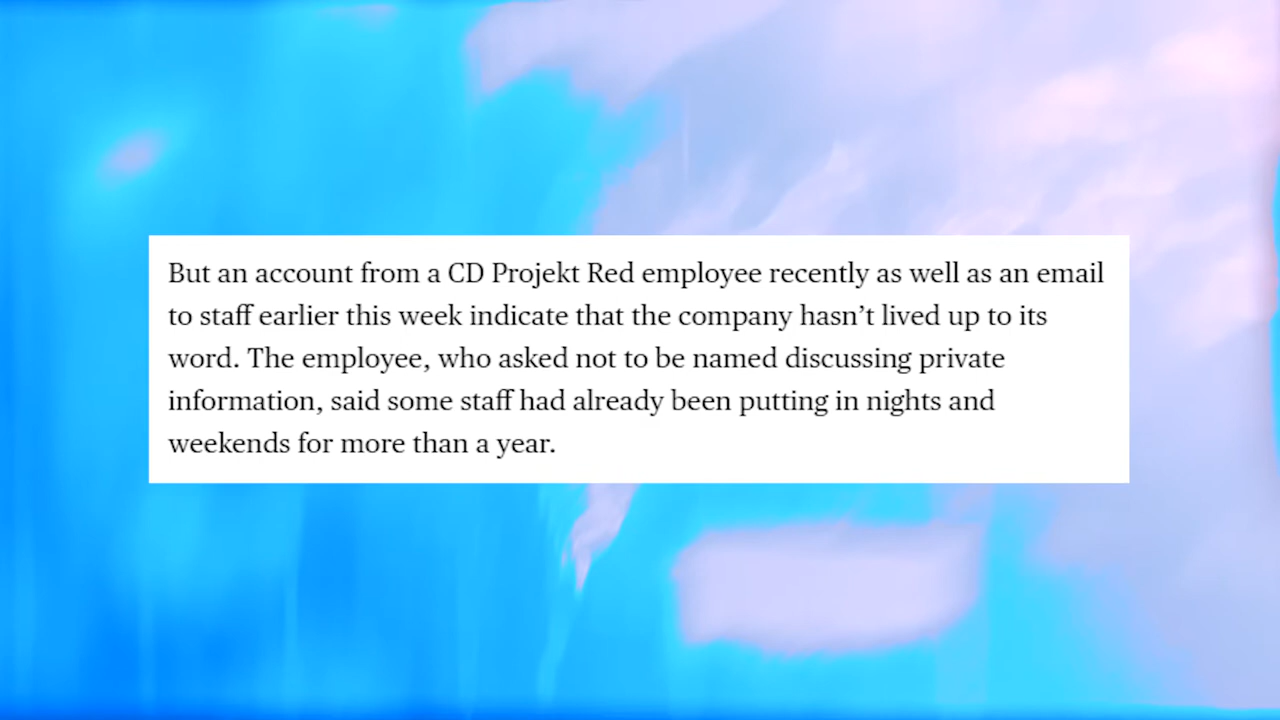 But an account from a CD Projekt Red employee recently as well as an email
to staff earlier this week indicate that the company hasn’t lived up to its
word. The employee, who asked not to be named discussing private
information, said some staff had already been putting in nights and
weekends for more than a year.